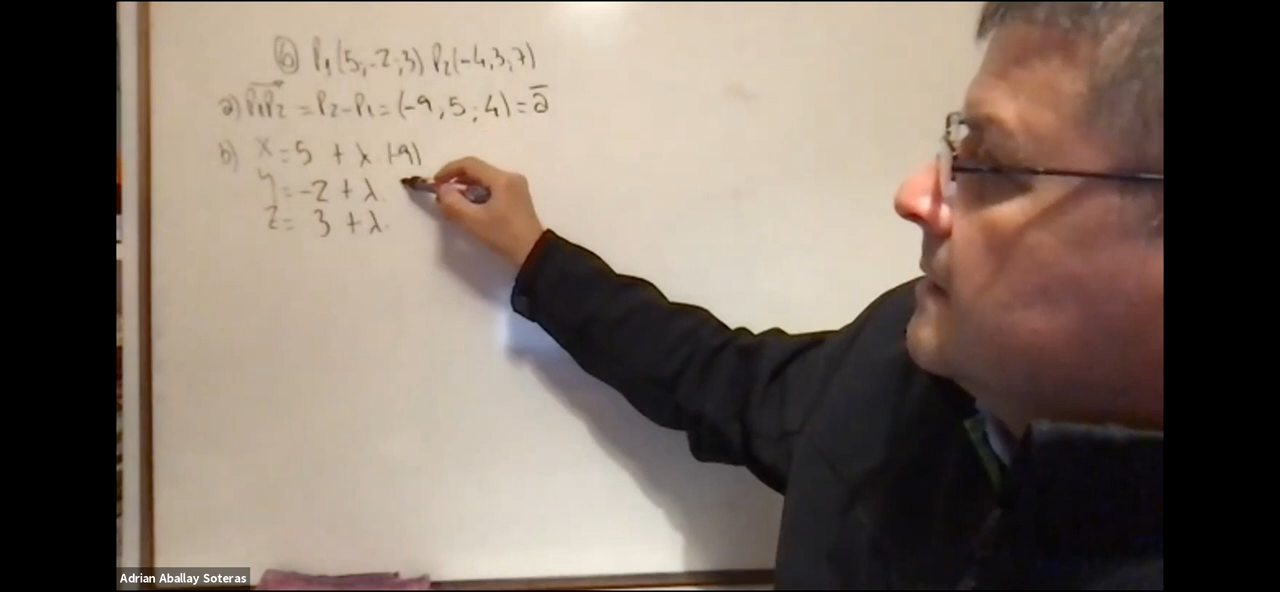 ⑥ P₁(5;-2;3) P₂(-4;3;7)
a) P₁P₂ = P₂-P₁ = (-9;5;4) = a̅
b) x = 5 + λ.(-9)
y = -2 + λ.
z = 3 + λ.
Adrian Aballay Soteras